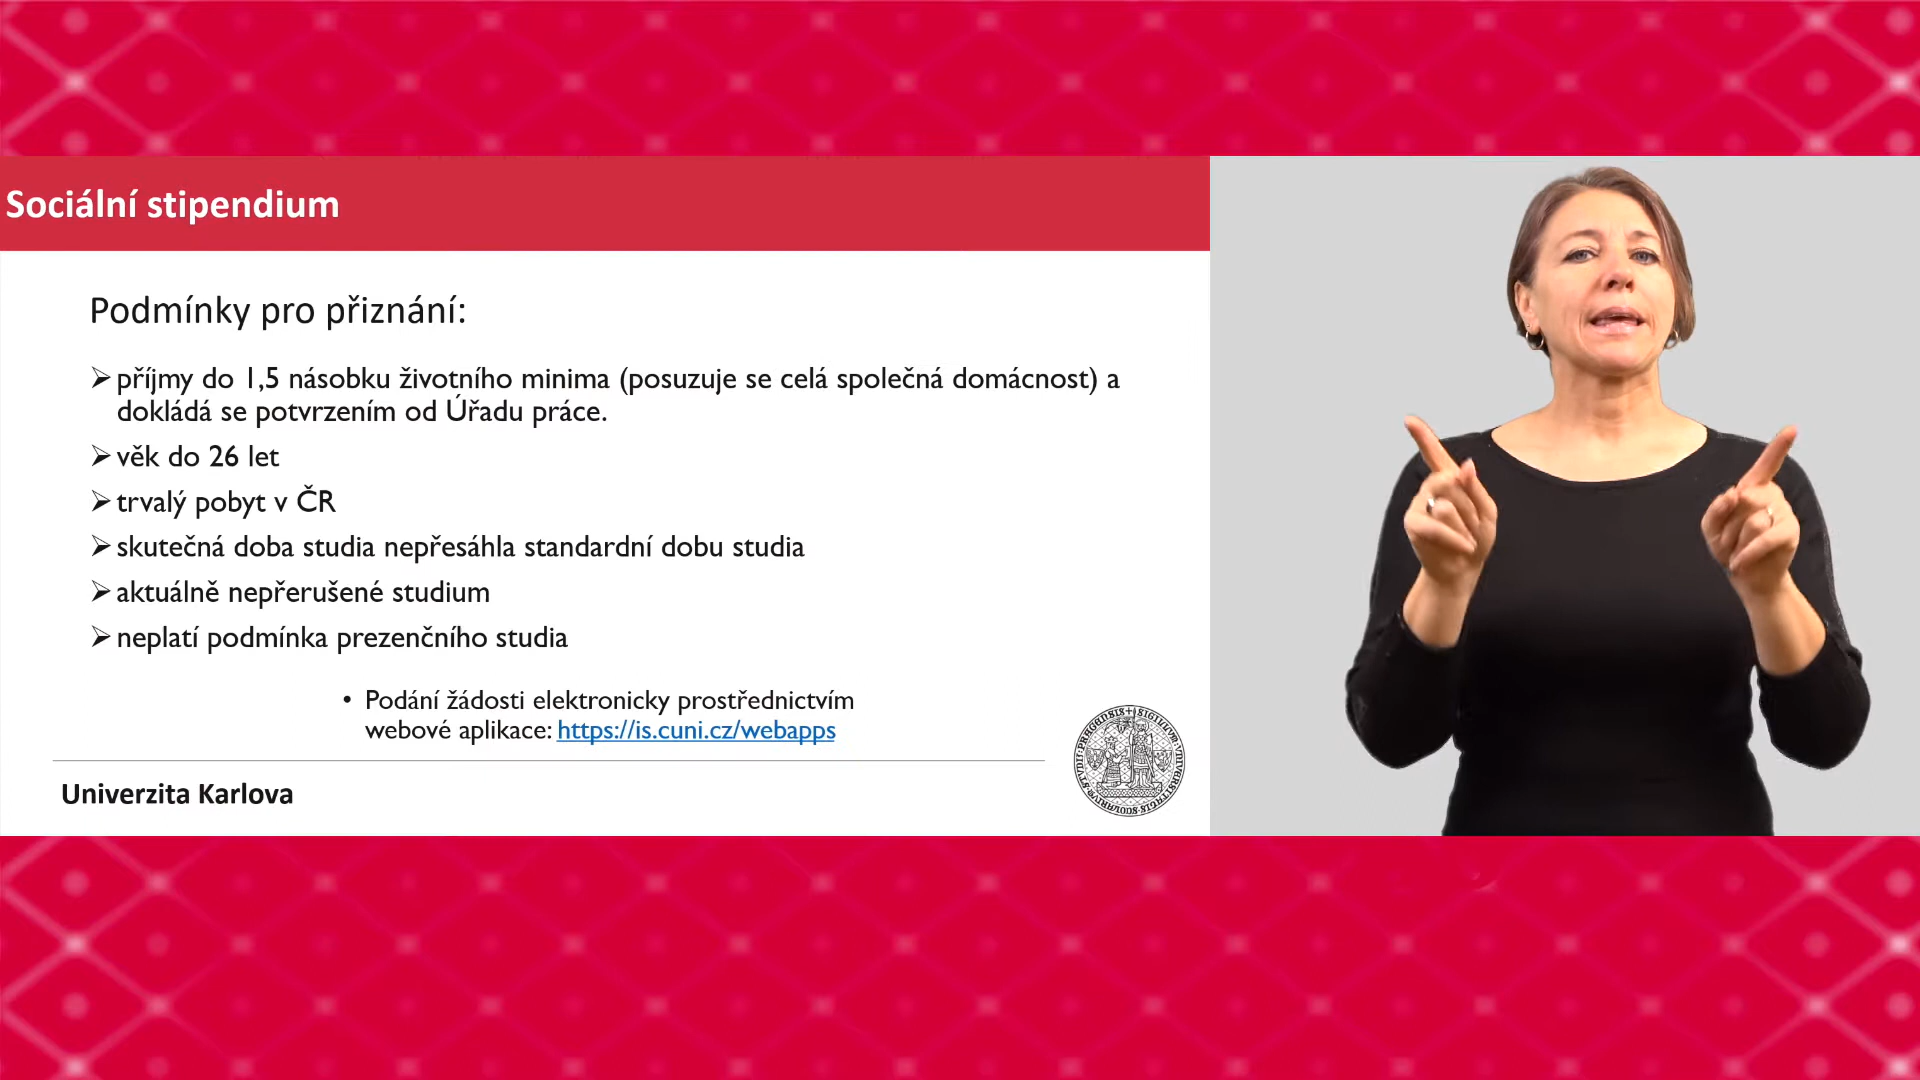 Sociální stipendium
Podmínky pro přiznání:
příjmy do 1,5 násobku životního minima (posuzuje se celá společná domácnost) a
dokládá se potvrzením od Úřadu práce.
věk do 26 let
trvalý pobyt v ČR
skutečná doba studia nepřesáhla standardní dobu studia
aktuálně nepřerušené studium
neplatí podmínka prezenčního studia
• Podání žádosti elektronicky prostřednictvím
webové aplikace: https://is.cuni.cz/webapps
Univerzita Karlova